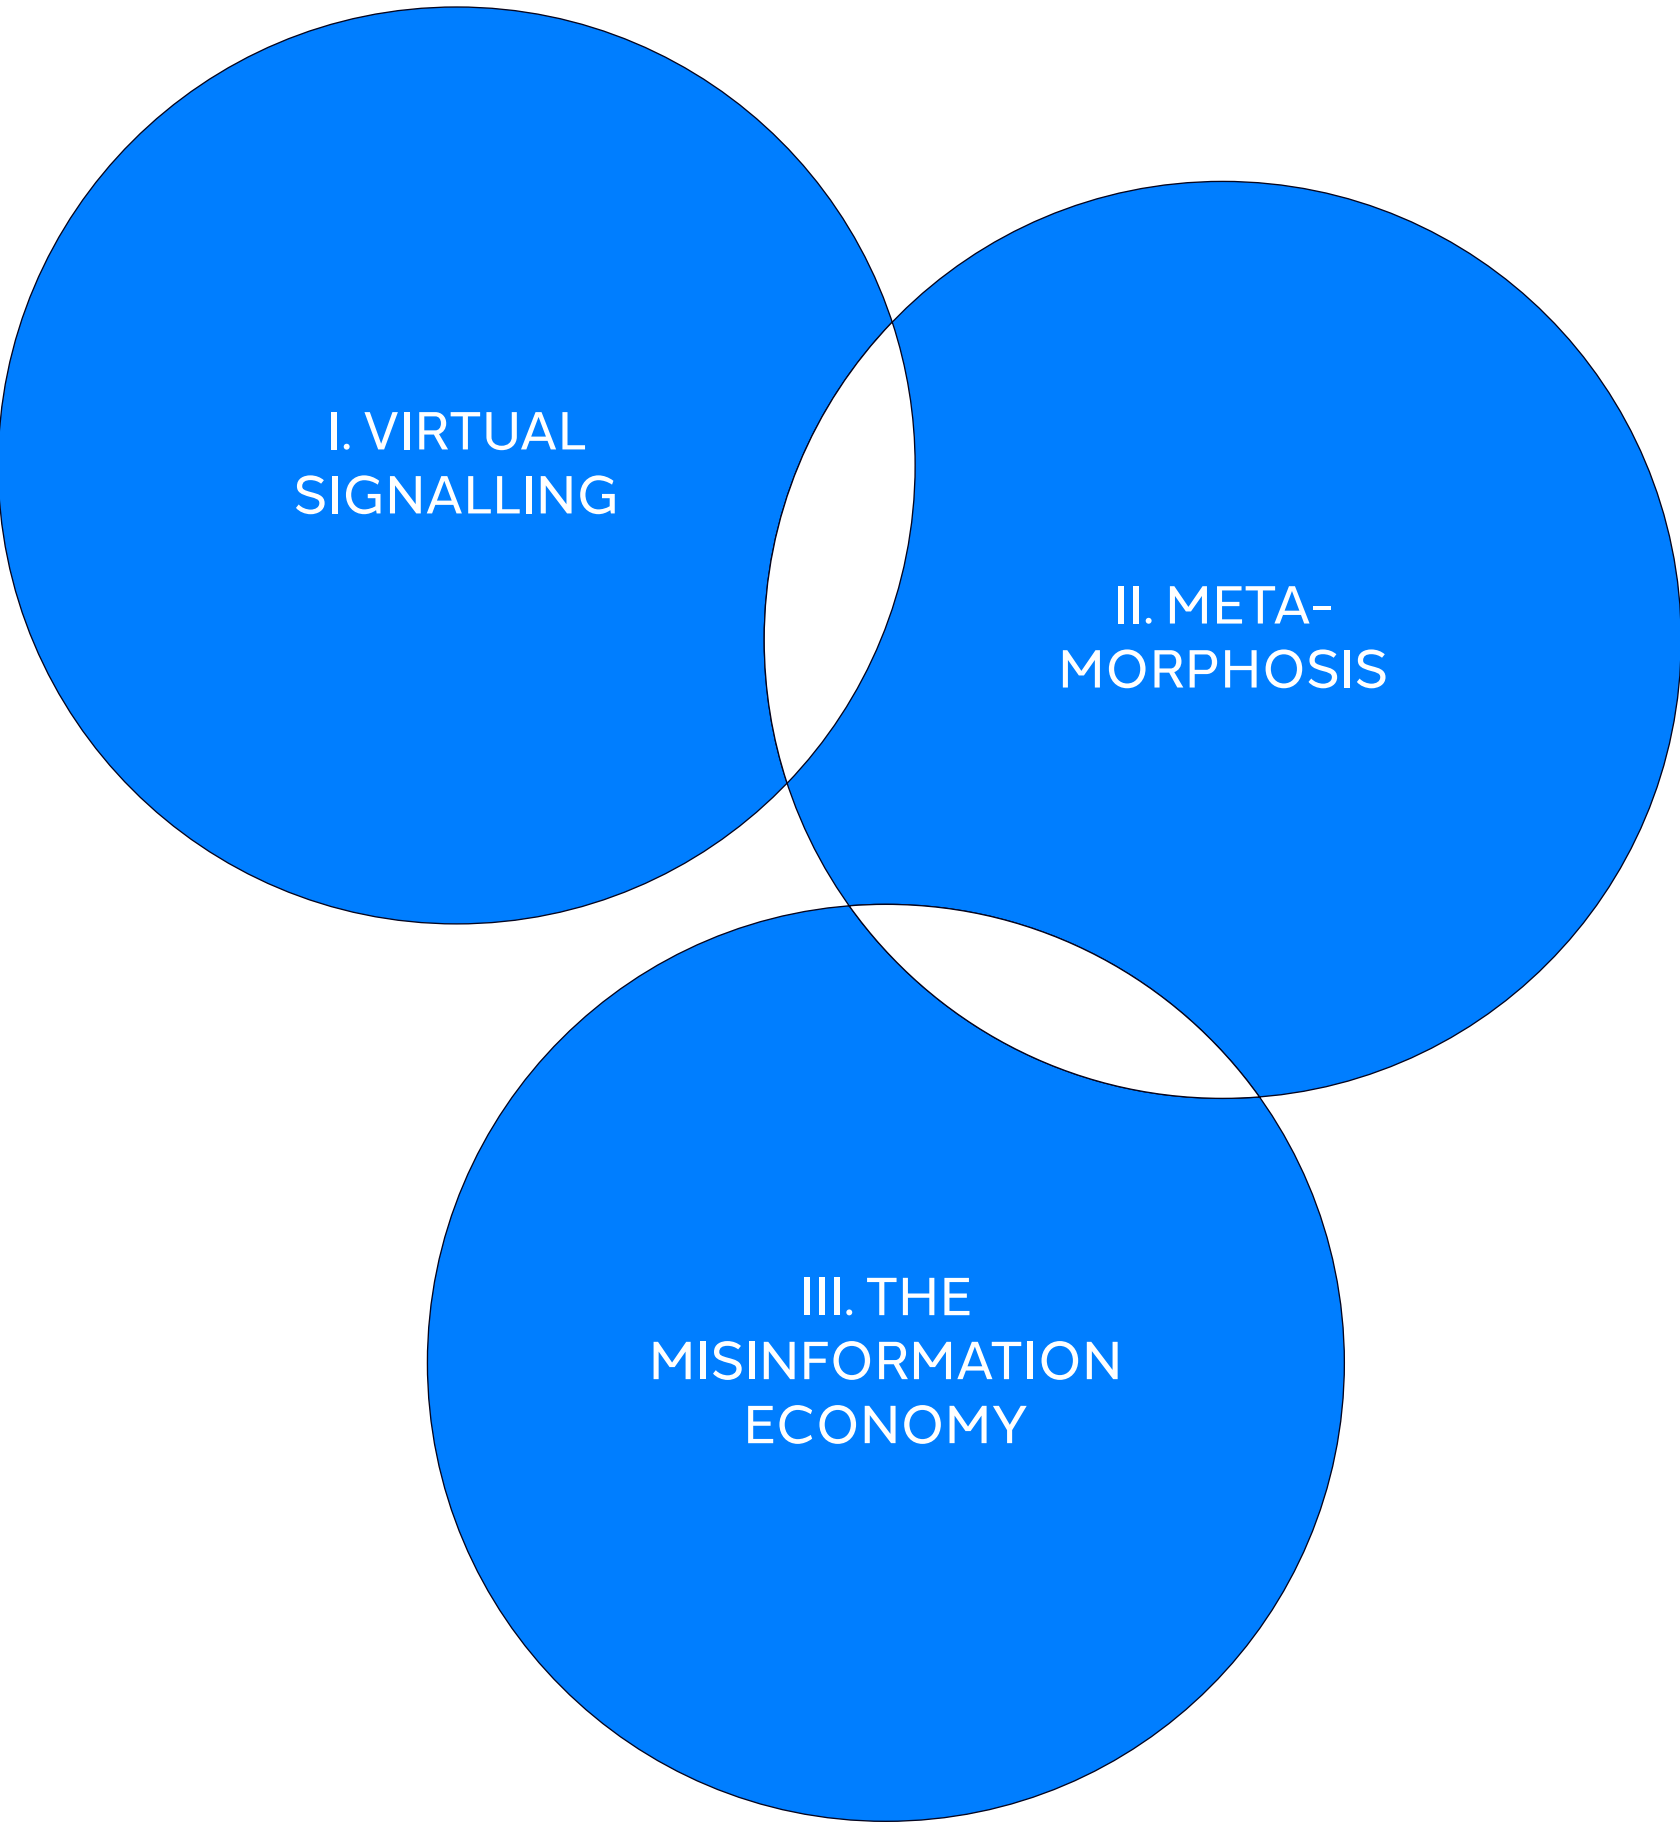 I. VIRTUAL
SIGNALLING
II. META-
MORPHOSIS
III. THE
MISINFORMATION
ECONOMY